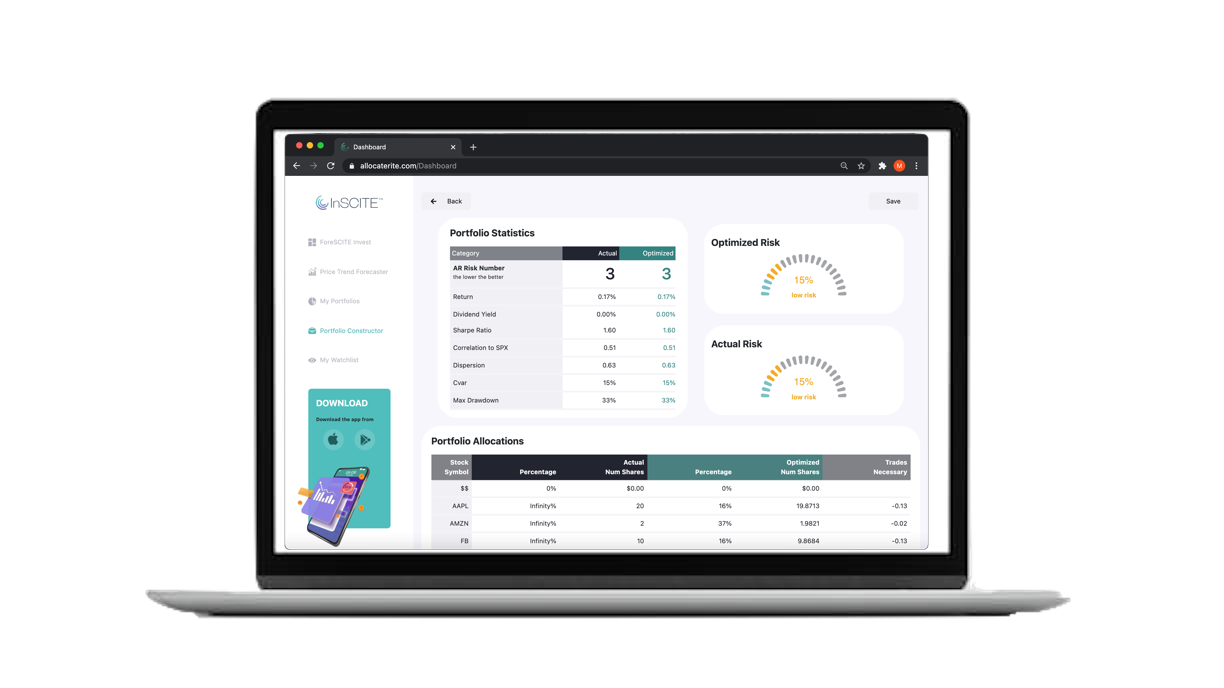 Dashboard
allocaterite.com/Dashboard
M
InSCITE™
ForeSCITE Invest
Price Trend Forecaster
My Portfolios
Portfolio Constructor
My Watchlist
DOWNLOAD
Download the app from
Back
Save
Portfolio Statistics
Category Actual Optimized
AR Risk Number 3 3
the lower the better
Return 0.17% 0.17%
Dividend Yield 0.00% 0.00%
Sharpe Ratio 1.60 1.60
Correlation to SPX 0.51 0.51
Dispersion 0.63 0.63
Cvar 15% 15%
Max Drawdown 33% 33%
Optimized Risk
15%
low risk
Actual Risk
15%
low risk
Portfolio Allocations
Stock Actual Optimized Trades
Symbol Percentage Num Shares Percentage Num Shares Necessary
$$ 0% $0.00 0% $0.00
AAPL Infinity% 20 16% 19.8713 -0.13
AMZN Infinity% 2 37% 1.9821 -0.02
FB Infinity% 10 16% 9.8684 -0.13